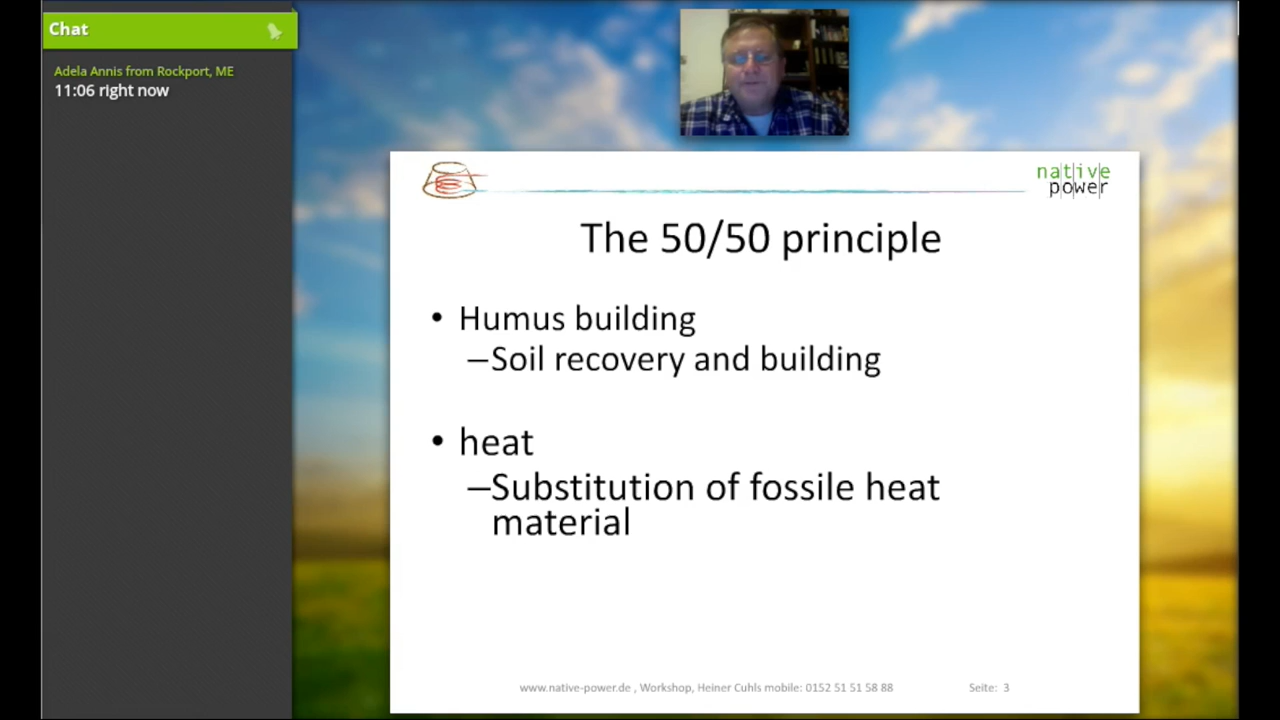 Chat
Adela Annis from Rockport, ME
11:06 right now
native
power
The 50/50 principle
• Humus building
–Soil recovery and building
• heat
–Substitution of fossile heat
material
www.native-power.de , Workshop, Heiner Cuhls mobile: 0152 51 51 58 88 Seite: 3